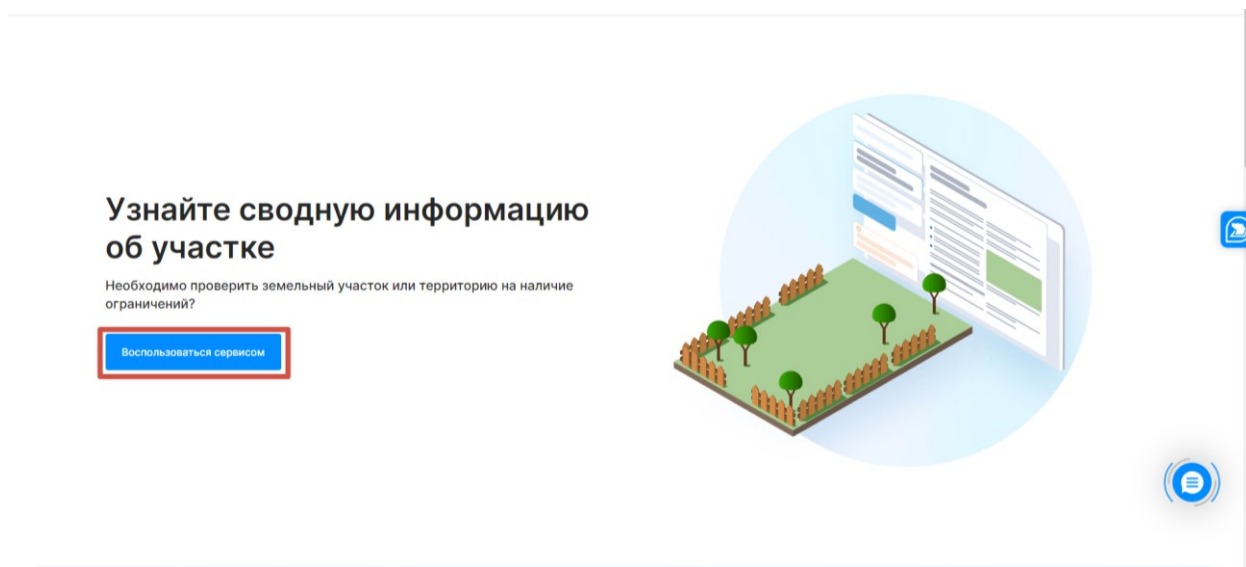 Узнайте сводную информацию
об участке
Необходимо проверить земельный участок или территорию на наличие
ограничений?
Воспользоваться сервисом